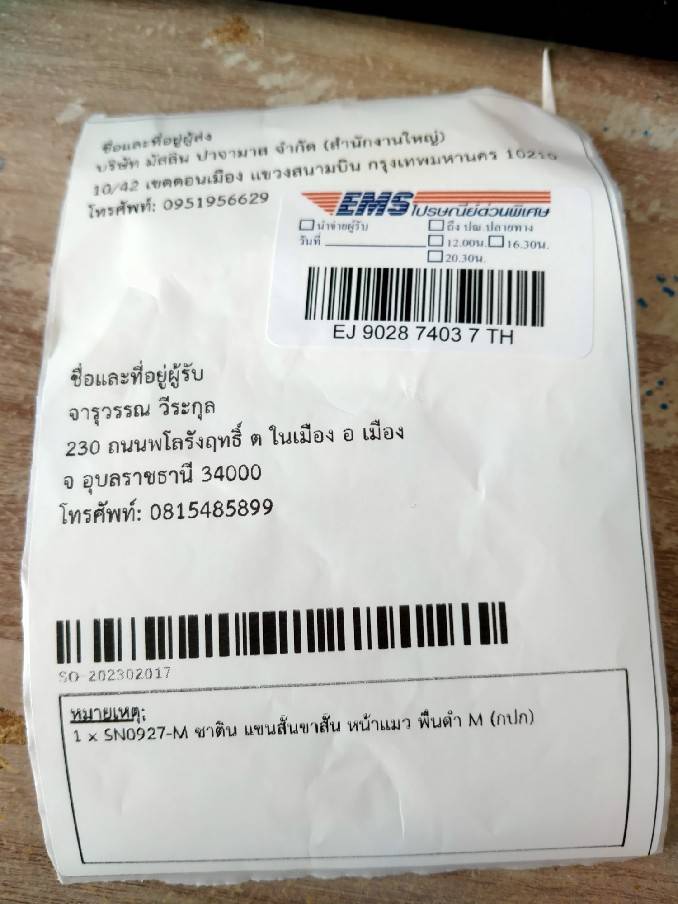 ชื่อและที่อยู่ผู้ส่ง
บริษัท มัสลิน ปาจามาส จำกัด (สำนักงานใหญ่)
10/42 เขตดอนเมือง แขวงสนามบิน กรุงเทพมหานคร 10210
โทรศัพท์: 0951956629
EMS ไปรษณีย์ด่วนพิเศษ
นำจ่ายผู้รับ ถึง ปณ.ปลายทาง
วันที่ 12.00น. 16.30น.
20.30น.
EJ 9028 7403 7 TH
ชื่อและที่อยู่ผู้รับ
จารุวรรณ วีระกุล
230 ถนนพโลรังฤทธิ์ ต ในเมือง อ เมือง
จ อุบลราชธานี 34000
โทรศัพท์: 0815485899
SO-202302017
หมายเหตุ:
1 x SN0927-M ซาติน แขนสั้นขาสั้น หน้าแมว พื้นดำ M (กปก)